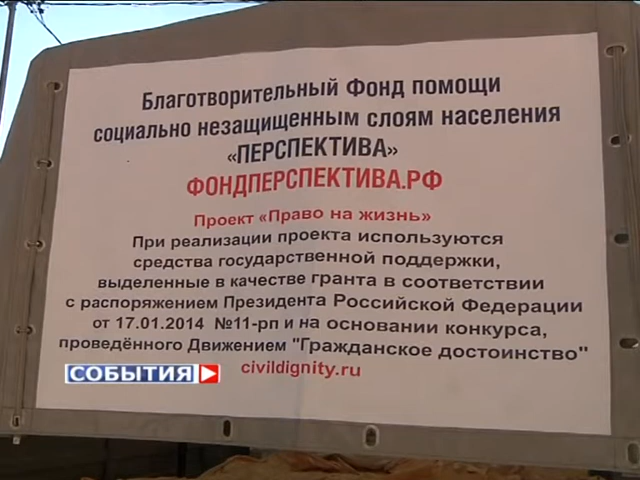 Благотворительный Фонд помощи
социально незащищенным слоям населения
«ПЕРСПЕКТИВА»
ФОНДПЕРСПЕКТИВА.РФ
Проект «Право на жизнь»
При реализации проекта используются
средства государственной поддержки,
выделенные в качестве гранта в соответствии
с распоряжением Президента Российской Федерации
от 17.01.2014 №11-рп и на основании конкурса,
проведённого Движением "Гражданское достоинство"
civildignity.ru
СОБЫТИЯ